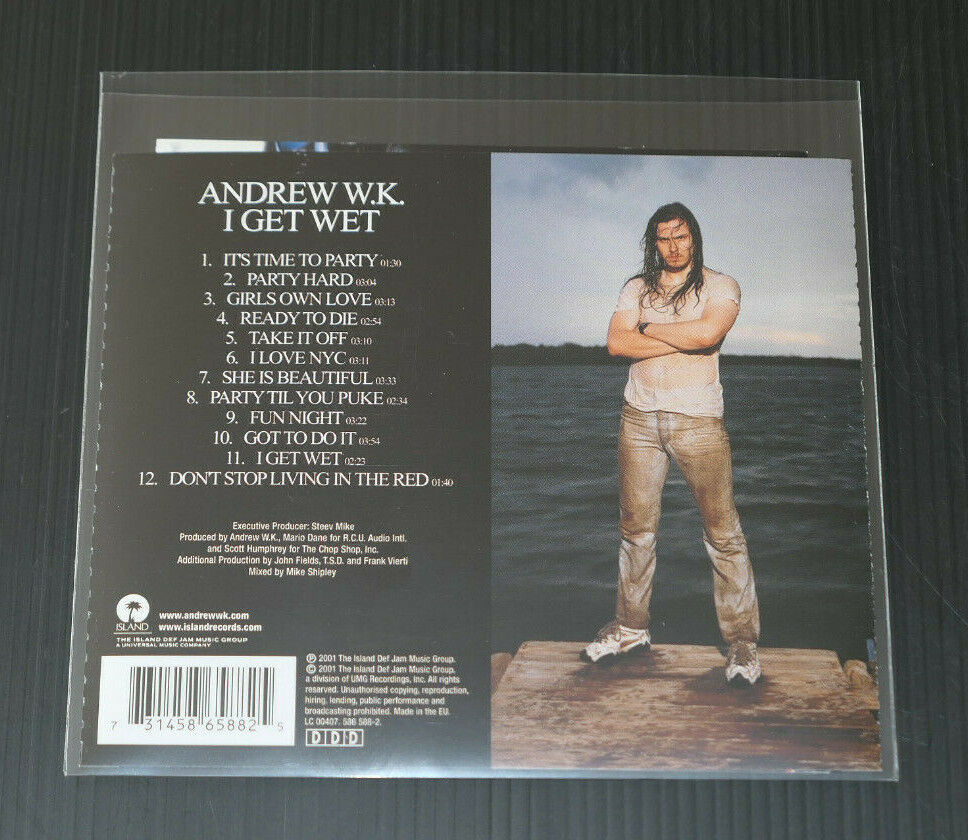 ANDREW W.K.
I GET WET
1. IT'S TIME TO PARTY 01:30
2. PARTY HARD 03:04
3. GIRLS OWN LOVE 03:13
4. READY TO DIE 02:54
5. TAKE IT OFF 03:10
6. I LOVE NYC 03:11
7. SHE IS BEAUTIFUL 03:33
8. PARTY TIL YOU PUKE 02:34
9. FUN NIGHT 03:22
10. GOT TO DO IT 03:54
11. I GET WET 02:23
12. DON'T STOP LIVING IN THE RED 01:40
Executive Producer: Steev Mike
Produced by Andrew W.K., Mario Dane for R.C.U. Audio Intl.
and Scott Humphrey for The Chop Shop, Inc.
Additional Production by John Fields, T.S.D. and Frank Vierti
Mixed by Mike Shipley
ISLAND
www.andrewwk.com
www.islandrecords.com
THE ISLAND DEF JAM MUSIC GROUP
A UNIVERSAL MUSIC COMPANY
7 31458 65882 5
℗ 2001 The Island Def Jam Music Group.
© 2001 The Island Def Jam Music Group,
a division of UMG Recordings, Inc. All rights
reserved. Unauthorised copying, reproduction,
hiring, lending, public performance and
broadcasting prohibited. Made in the EU.
LC 00407. 586 588-2.
DDD